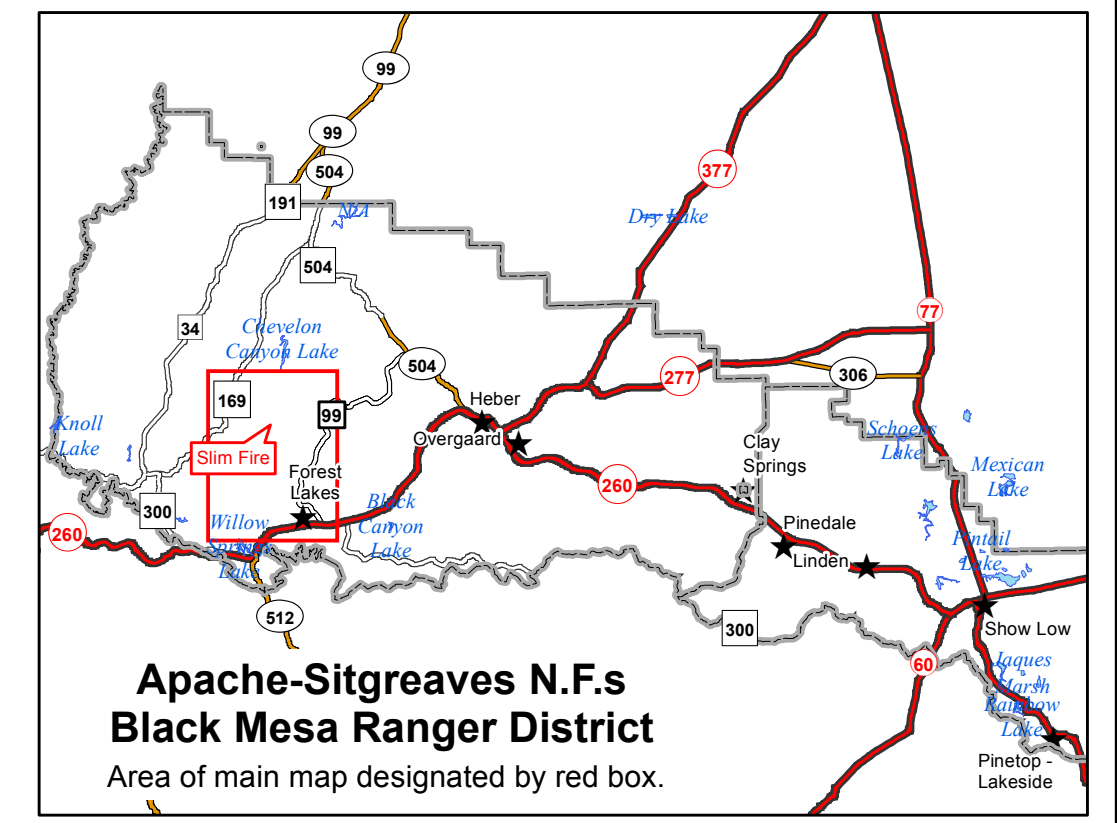 99
99
504
377
191
N/A
Dry Lake
504
77
34
Chevelon
Canyon Lake
504
277
306
169
Heber
99
Knoll
Lake
Overgaard
Schoens
Lake
Clay
Springs
Slim Fire
Forest
Lakes
Mexican
Lake
260
Black
Canyon
Lake
300
Willow
Springs
Lake
260
Pinedale
Linden
Pintail
Lake
512
300
Show Low
60
Jaques
Marsh
Rainbow
Lake
Apache-Sitgreaves N.F.s
Black Mesa Ranger District
Area of main map designated by red box.
Pinetop -
Lakeside